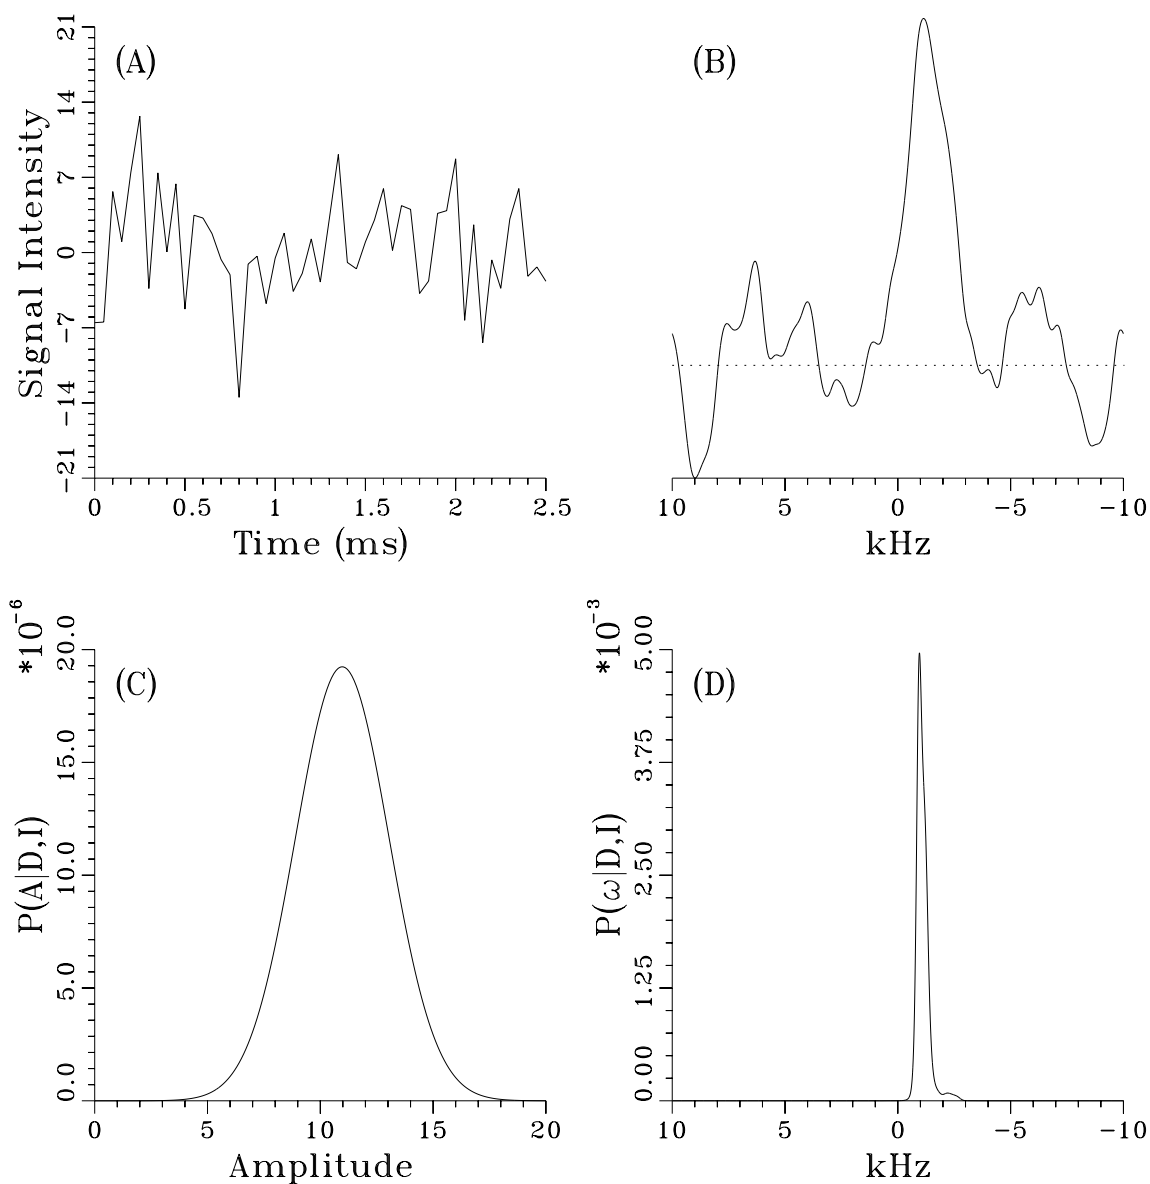 (A)
Signal Intensity
21
14
7
0
−7
−14
−21
0 0.5 1 1.5 2 2.5
Time (ms)
(B)
10 5 0 −5 −10
kHz
(C)
P(A|D,I)
*10⁻⁶
20.0
15.0
10.0
5.0
0.0
0 5 10 15 20
Amplitude
(D)
P(ω|D,I)
*10⁻³
5.00
3.75
2.50
1.25
0.00
10 5 0 −5 −10
kHz